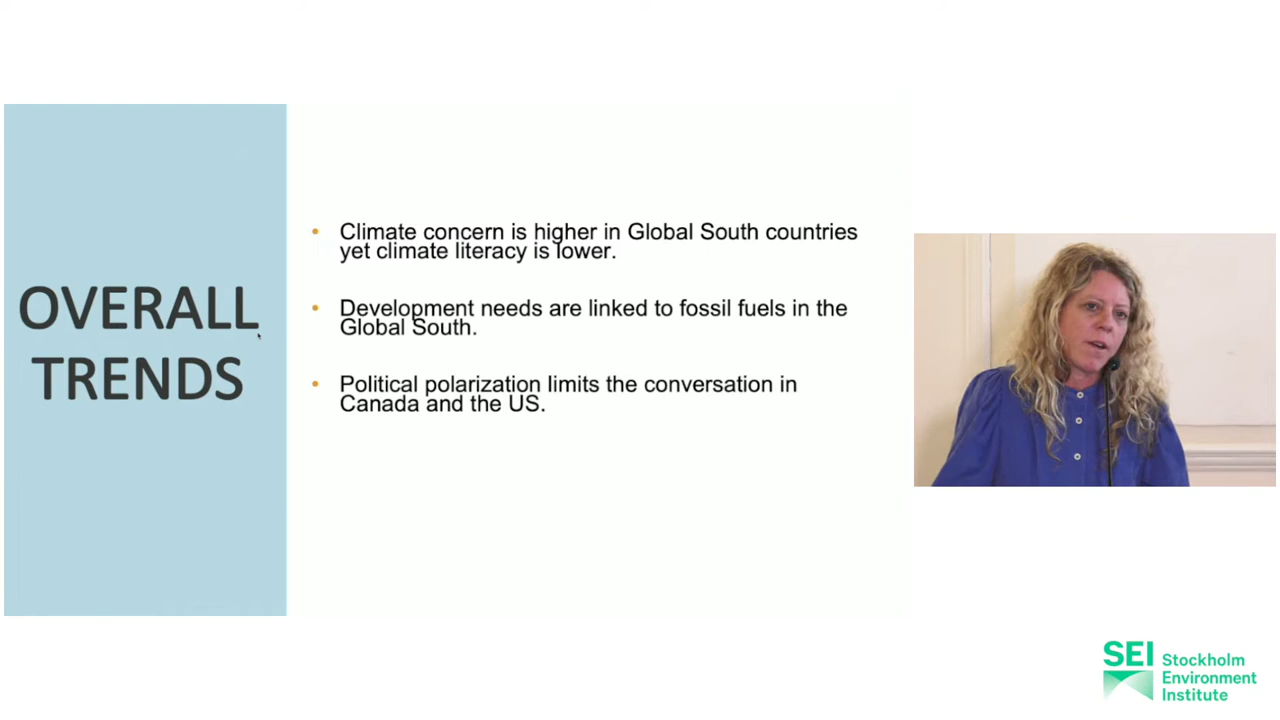 OVERALL
TRENDS
• Climate concern is higher in Global South countries
yet climate literacy is lower.
• Development needs are linked to fossil fuels in the
Global South.
• Political polarization limits the conversation in
Canada and the US.
SEI Stockholm
Environment
Institute